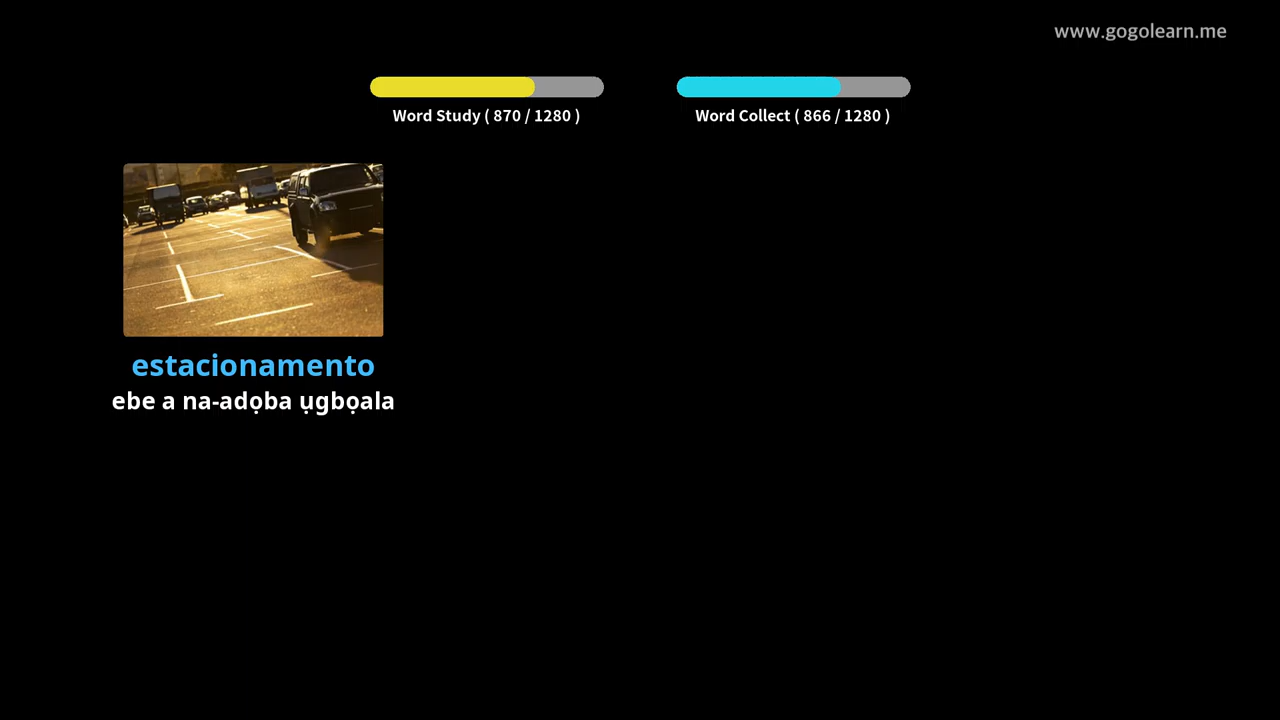 www.gogolearn.me
Word Study ( 870 / 1280 )
Word Collect ( 866 / 1280 )
estacionamento
ebe a na-adọba ụgbọala